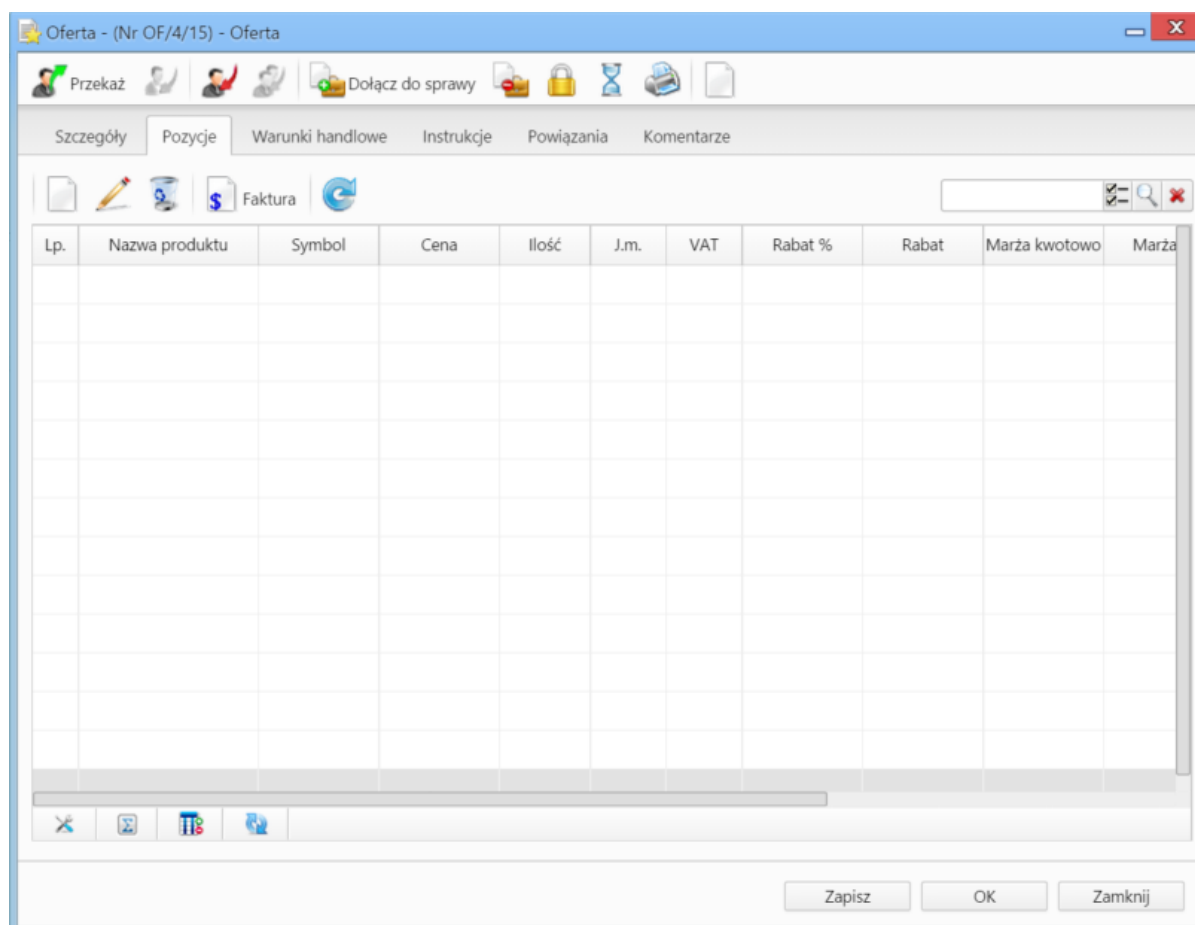 Oferta - (Nr OF/4/15) - Oferta
Przekaż Dołącz do sprawy
Szczegóły Pozycje Warunki handlowe Instrukcje Powiązania Komentarze
Faktura
Lp. Nazwa produktu Symbol Cena Ilość J.m. VAT Rabat % Rabat Marża kwotowo Marża
Zapisz OK Zamknij